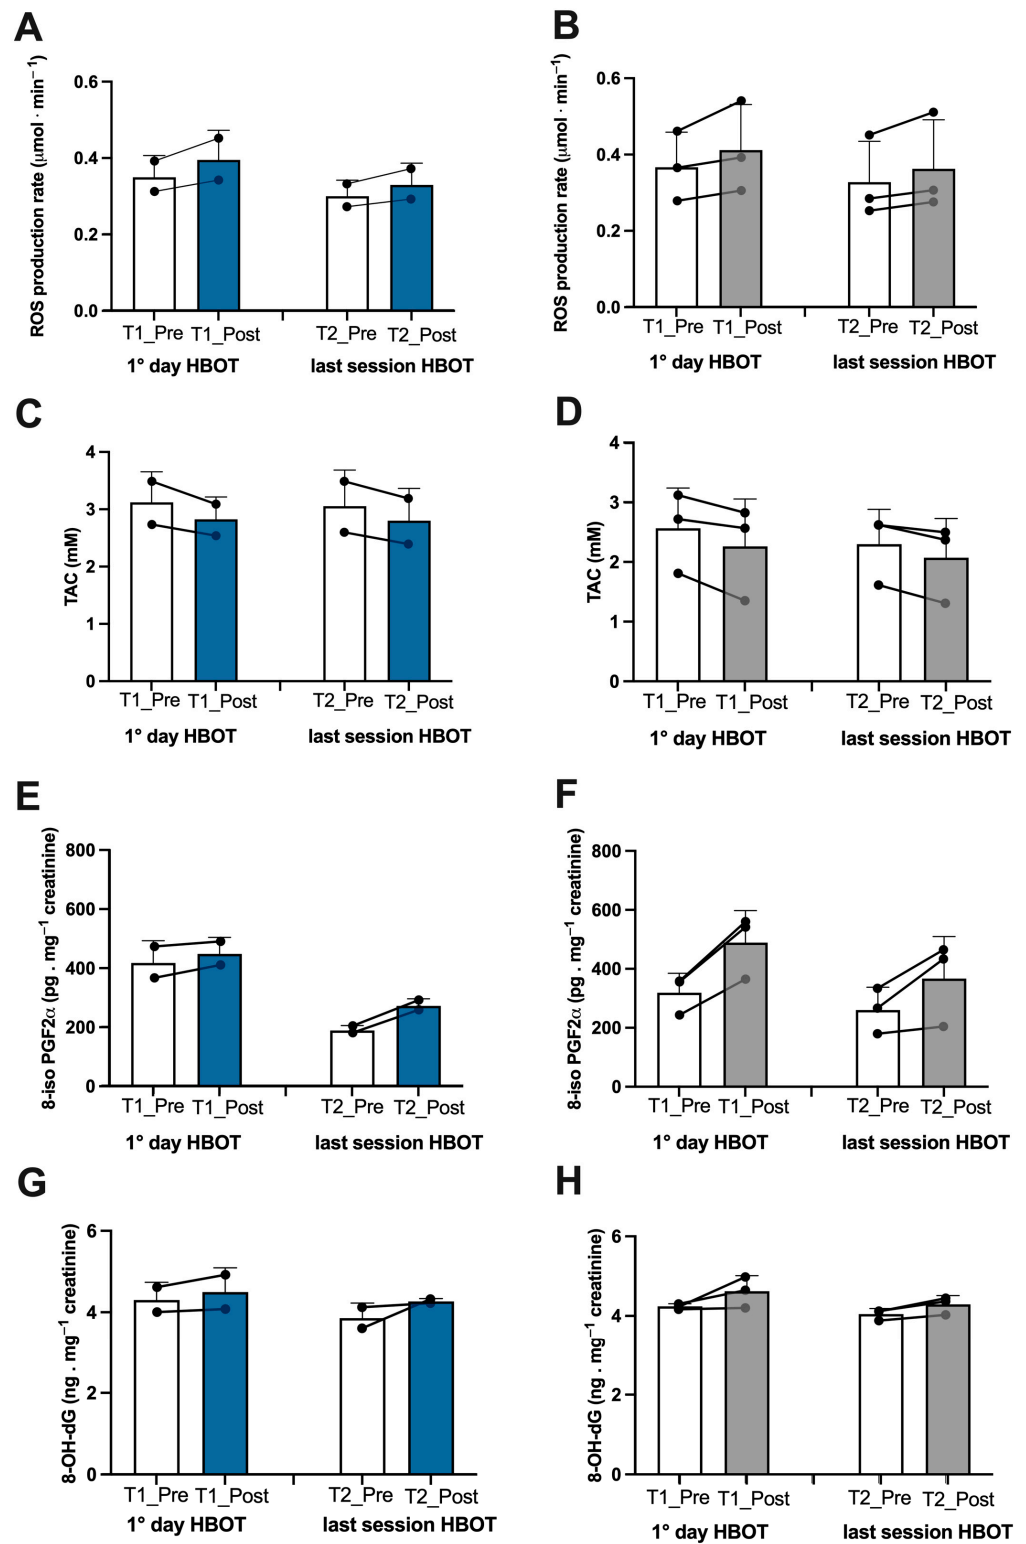 A
ROS production rate (μmol · min⁻¹)
0.6
0.4
0.2
0.0
T1_Pre T1_Post T2_Pre T2_Post
1° day HBOT last session HBOT
B
ROS production rate (μmol · min⁻¹)
0.6
0.4
0.2
0.0
T1_Pre T1_Post T2_Pre T2_Post
1° day HBOT last session HBOT
C
TAC (mM)
4
3
2
1
0
T1_Pre T1_Post T2_Pre T2_Post
1° day HBOT last session HBOT
D
TAC (mM)
4
3
2
1
0
T1_Pre T1_Post T2_Pre T2_Post
1° day HBOT last session HBOT
E
8-iso PGF2α (pg . mg⁻¹ creatinine)
800
600
400
200
0
T1_Pre T1_Post T2_Pre T2_Post
1° day HBOT last session HBOT
F
8-iso PGF2α (pg . mg⁻¹ creatinine)
800
600
400
200
0
T1_Pre T1_Post T2_Pre T2_Post
1° day HBOT last session HBOT
G
8-OH-dG (ng . mg⁻¹ creatinine)
6
4
2
0
T1_Pre T1_Post T2_Pre T2_Post
1° day HBOT last session HBOT
H
8-OH-dG (ng . mg⁻¹ creatinine)
6
4
2
0
T1_Pre T1_Post T2_Pre T2_Post
1° day HBOT last session HBOT